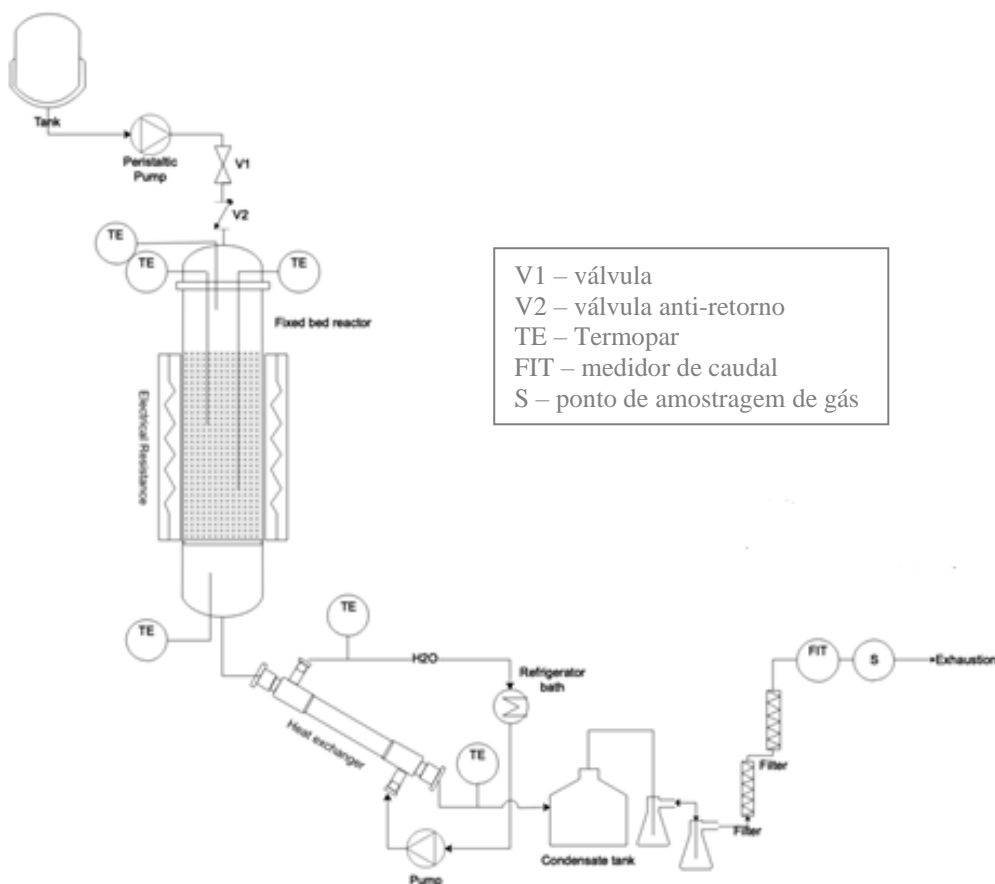 Tank
Peristaltic
Pump
V1
V2
TE
TE
TE
Fixed bed reactor
V1 – válvula
V2 – válvula anti-retorno
TE – Termopar
FIT – medidor de caudal
S – ponto de amostragem de gás
Electrical Resistance
TE
TE
H2O
Refrigerator
bath
Heat exchanger
TE
Pump
Condensate tank
Filter
Filter
FIT
S
Exhaustion